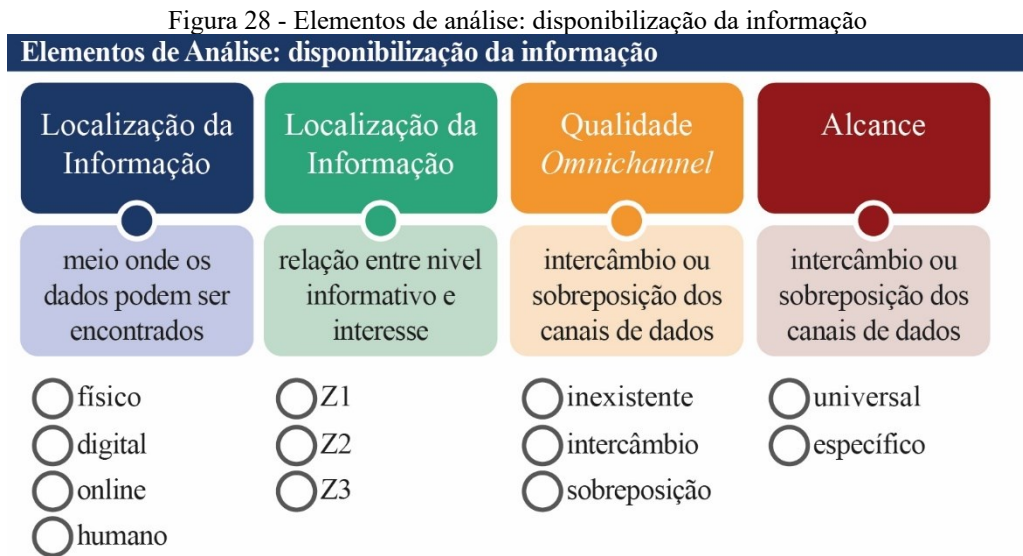 Figura 28 - Elementos de análise: disponibilização da informação
Elementos de Análise: disponibilização da informação
Localização da
Informação
meio onde os
dados podem ser
encontrados
físico
digital
online
humano
Localização da
Informação
relação entre nivel
informativo e
interesse
Z1
Z2
Z3
Qualidade
Omnichannel
intercâmbio ou
sobreposição dos
canais de dados
inexistente
intercâmbio
sobreposição
Alcance
intercâmbio ou
sobreposição dos
canais de dados
universal
específico